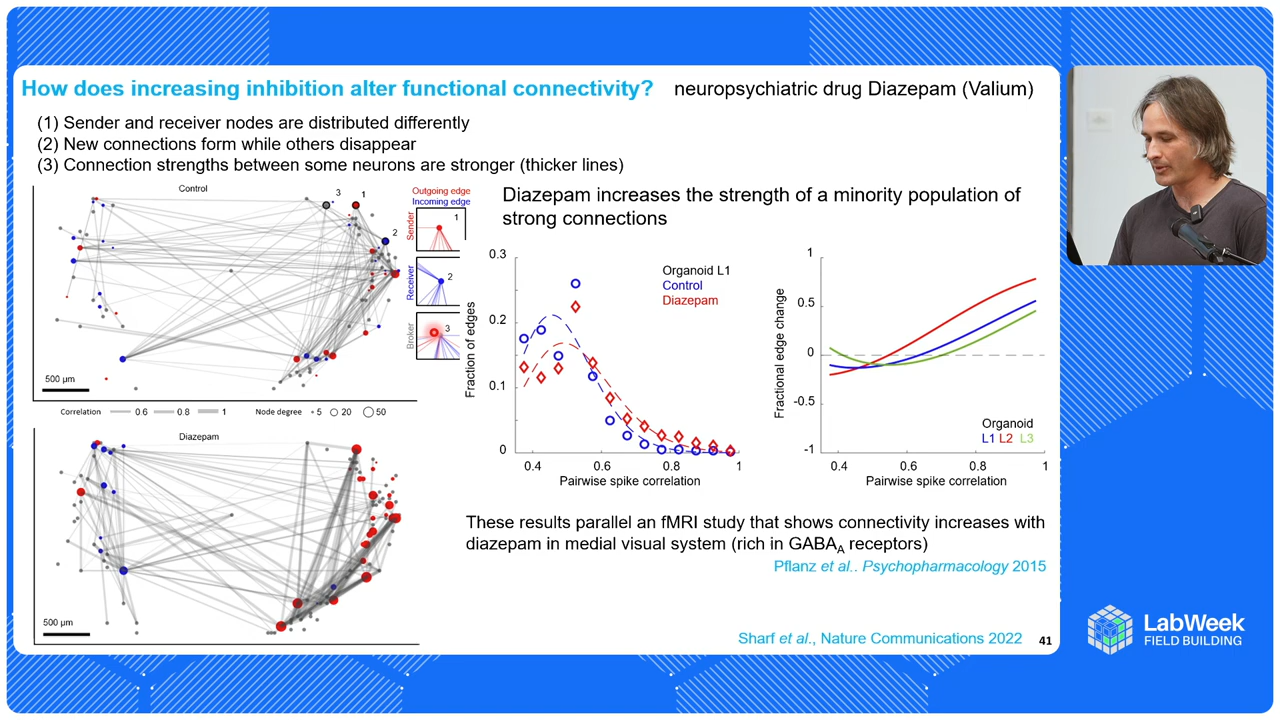 How does increasing inhibition alter functional connectivity? neuropsychiatric drug Diazepam (Valium)
(1) Sender and receiver nodes are distributed differently
(2) New connections form while others disappear
(3) Connection strengths between some neurons are stronger (thicker lines)
Control
3 1
2
500 µm
Outgoing edge
Incoming edge
Sender
1
Receiver
2
Broker
3
Correlation 0.6 0.8 1 Node degree 5 20 50
Diazepam
500 µm
Diazepam increases the strength of a minority population of
strong connections
Fraction of edges
0.3
0.2
0.1
0
0.4 0.6 0.8 1
Pairwise spike correlation
Organoid L1
Control
Diazepam
Fractional edge change
1
0.5
0
-0.5
-1
0.4 0.6 0.8 1
Pairwise spike correlation
Organoid
L1 L2 L3
These results parallel an fMRI study that shows connectivity increases with
diazepam in medial visual system (rich in GABAA receptors)
Pflanz et al.. Psychopharmacology 2015
Sharf et al., Nature Communications 2022 41
LabWeek
FIELD BUILDING